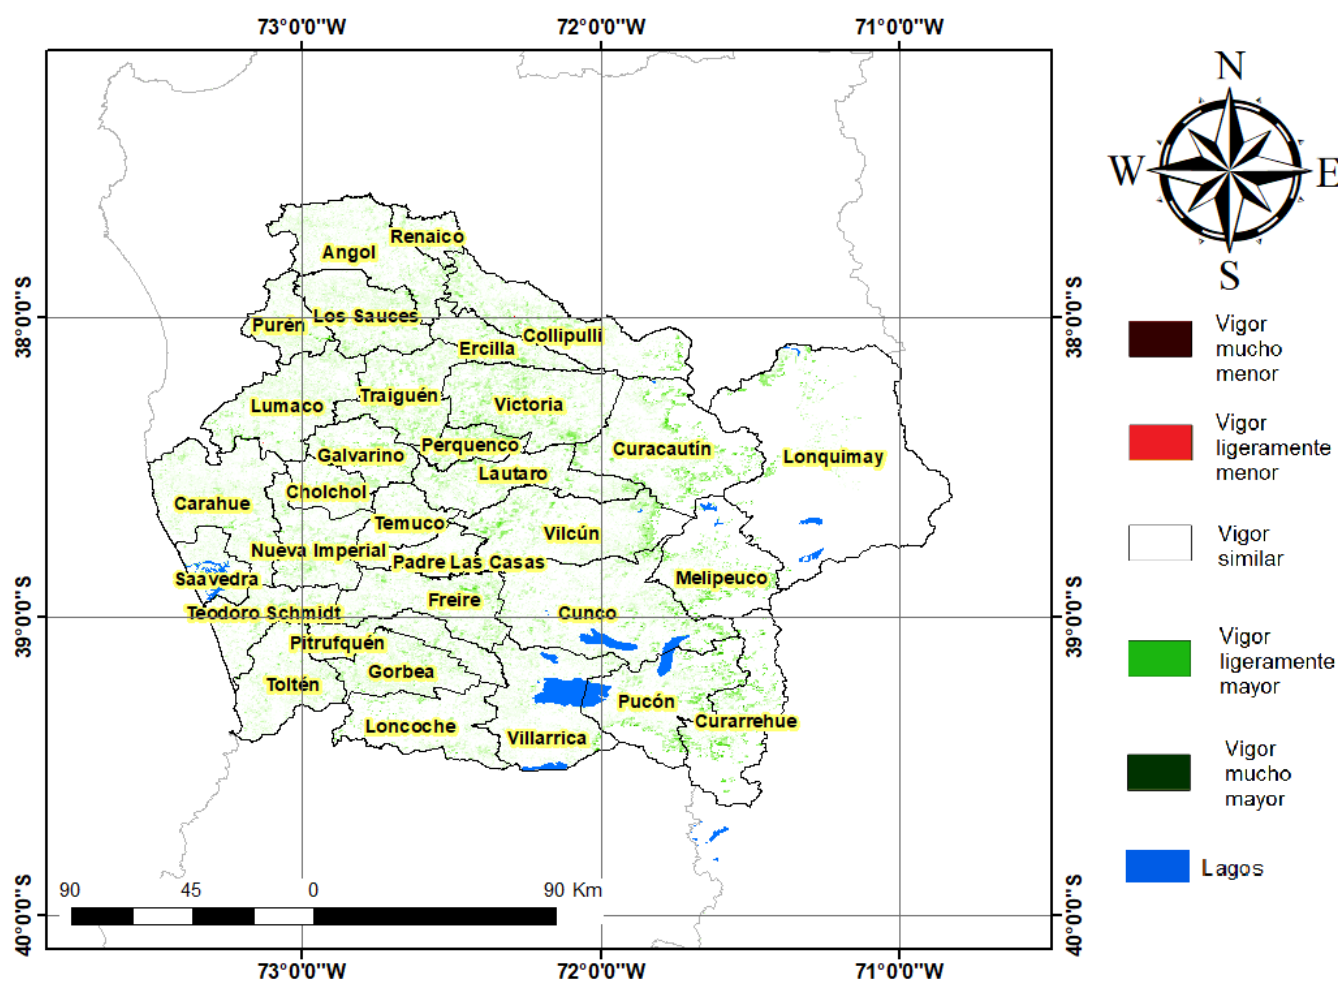 73°0'0"W 72°0'0"W 71°0'0"W
N
W E
S
38°0'0"S 38°0'0"S
39°0'0"S 39°0'0"S
40°0'0"S 40°0'0"S
Renaico
Angol
Los Sauces
Purén
Collipulli
Ercilla
Traiguén
Lumaco
Victoria
Perquenco
Curacautín
Galvarino
Lonquimay
Lautaro
Cholchol
Carahue
Temuco
Vilcún
Nueva Imperial
Padre Las Casas
Saavedra
Melipeuco
Freire
Teodoro Schmidt
Cunco
Pitrufquén
Gorbea
Toltén
Pucón
Curarrehue
Loncoche
Villarrica
90 45 0 90 Km
73°0'0"W 72°0'0"W 71°0'0"W
Vigor
mucho
menor
Vigor
ligeramente
menor
Vigor
similar
Vigor
ligeramente
mayor
Vigor
mucho
mayor
Lagos